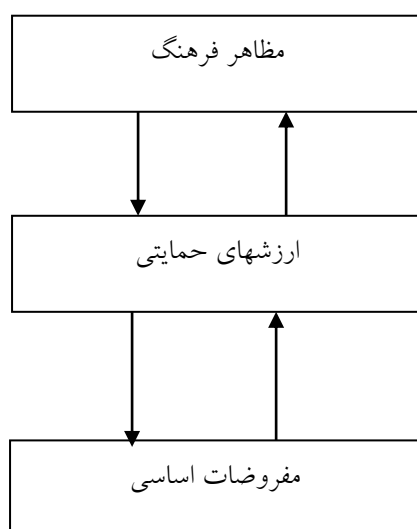 مظاهر فرهنگ
ارزشهای حمایتی
مفروضات اساسی